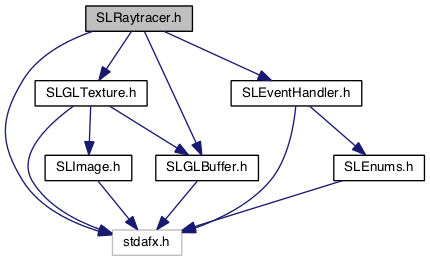 SLRaytracer.h
SLGLTexture.h
SLEventHandler.h
SLImage.h
SLGLBuffer.h
SLEnums.h
stdafx.h